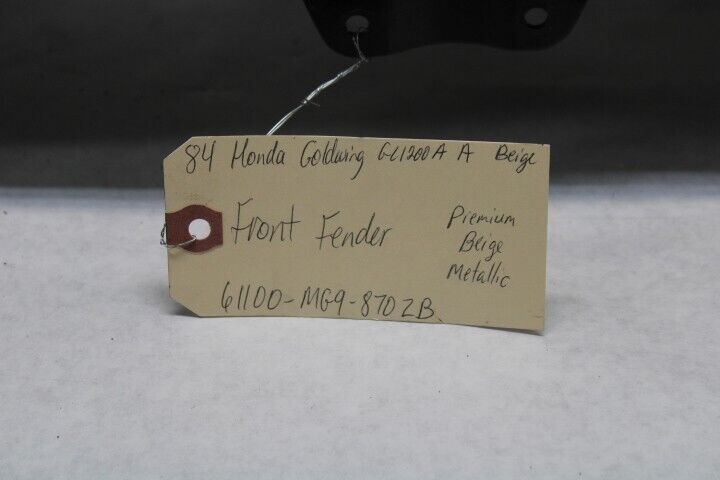 84 Honda Goldwing GL1200A A Beige
Front Fender
Premium
Beige
Metallic
61100-MG9-870ZB